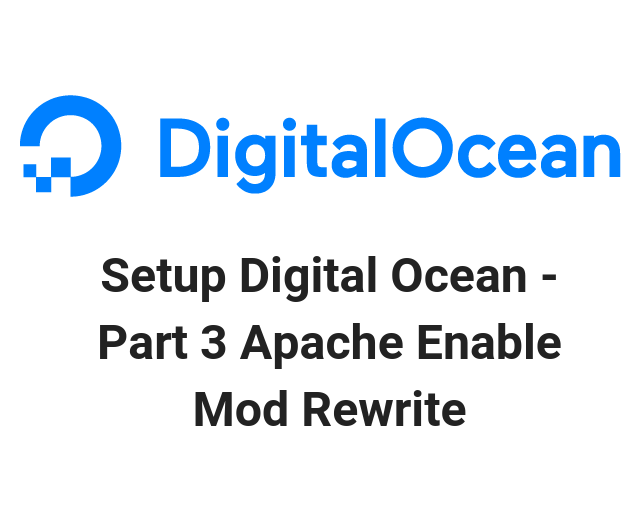 DigitalOcean
Setup Digital Ocean -
Part 3 Apache Enable
Mod Rewrite